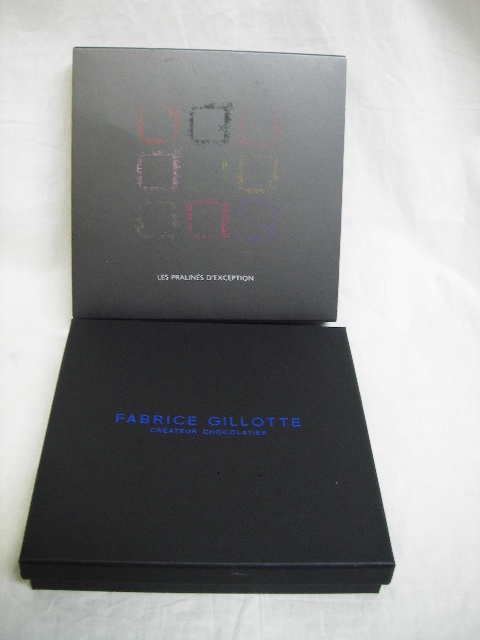 LES PRALINÉS D'EXCEPTION
FABRICE GILLOTTE
CRÉATEUR CHOCOLATIER